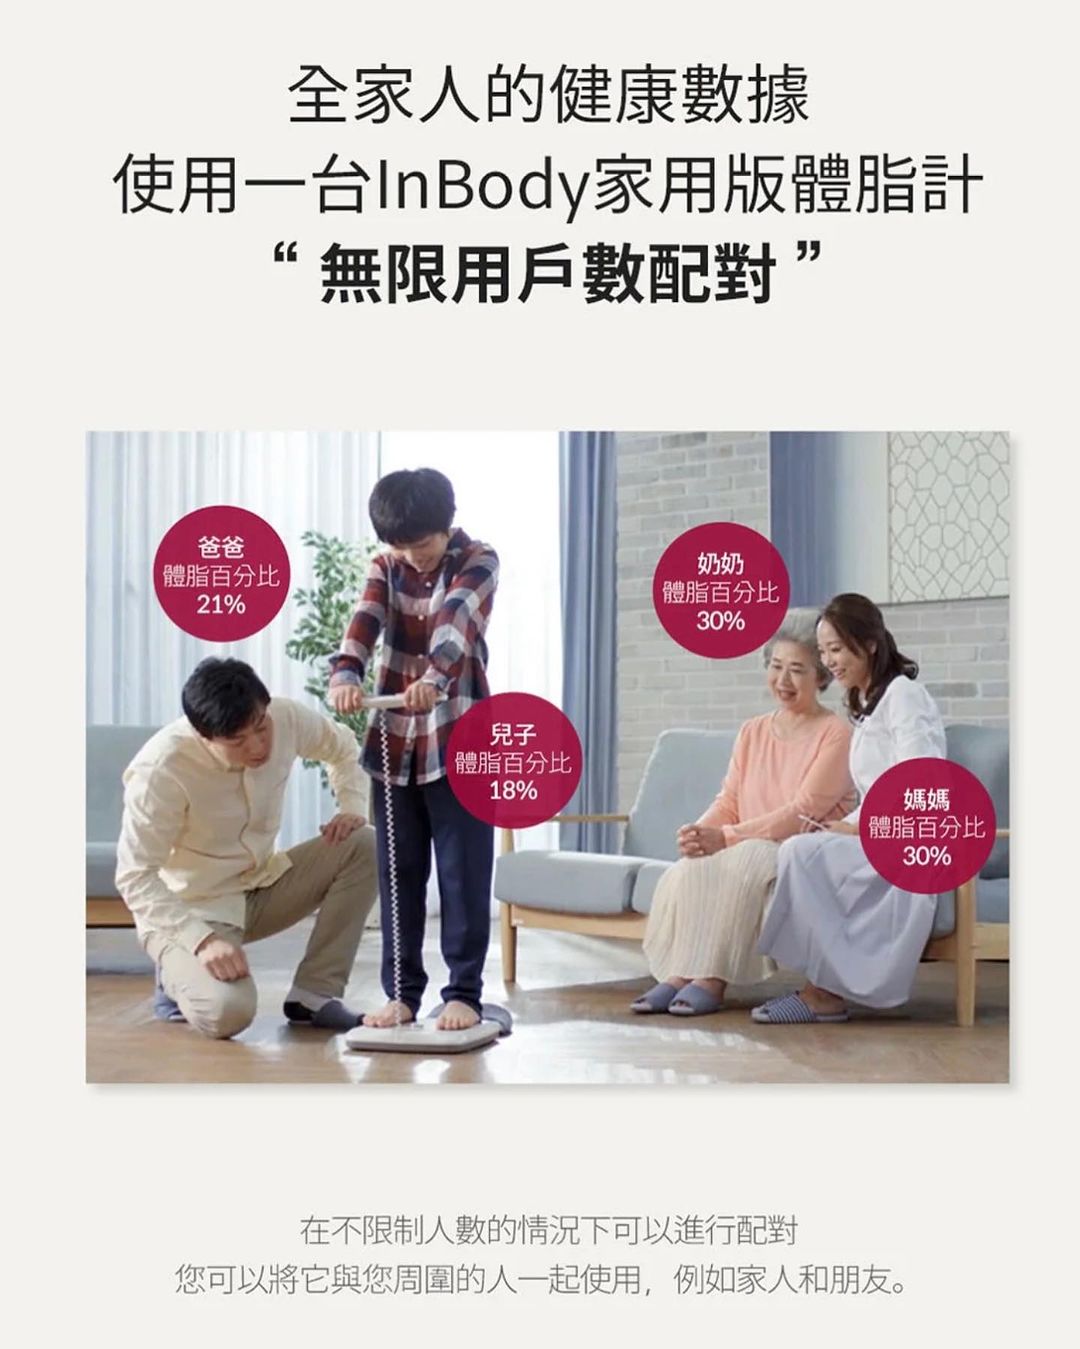 全家人的健康數據
使用一台InBody家用版體脂計
“無限用戶數配對”
爸爸
體脂百分比
21%
奶奶
體脂百分比
30%
兒子
體脂百分比
18%
媽媽
體脂百分比
30%
在不限制人數的情況下可以進行配對
您可以將它與您周圍的人一起使用，例如家人和朋友。